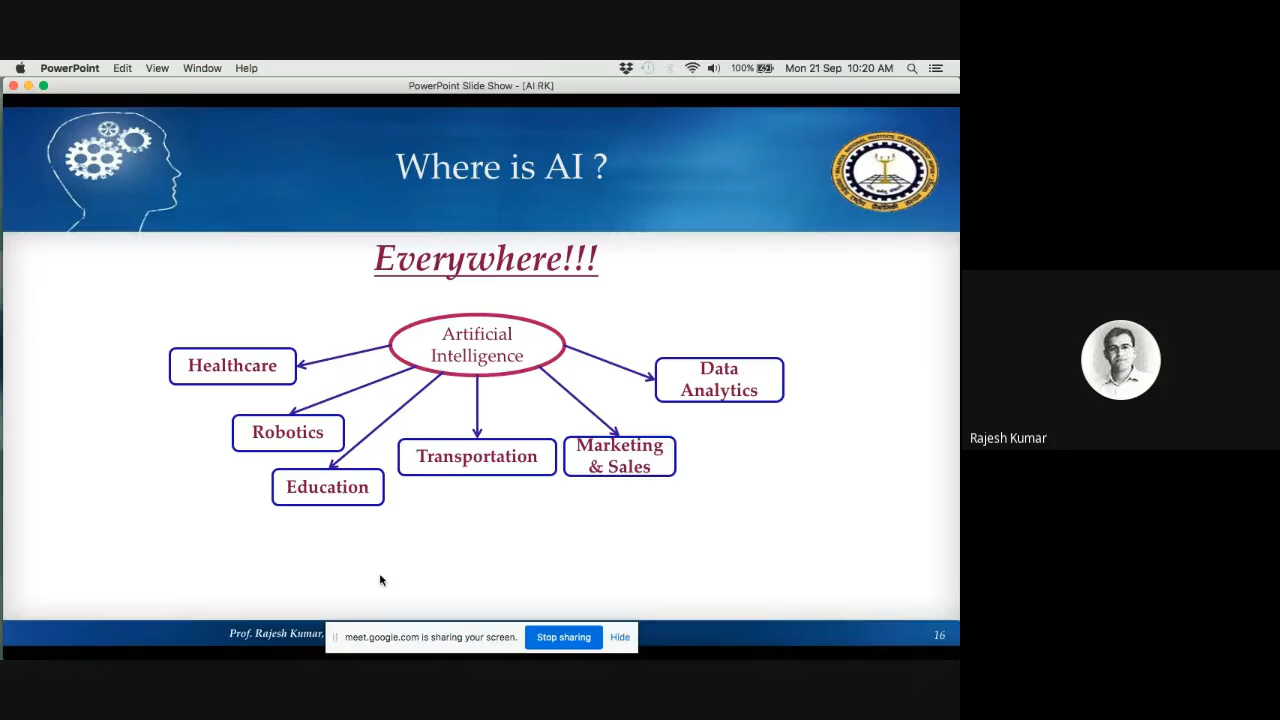 PowerPoint Edit View Window Help 100% Mon 21 Sep 10:20 AM
PowerPoint Slide Show - [AI RK]
Where is AI ?
Everywhere!!!
Artificial
Intelligence
Healthcare
Data
Analytics
Robotics
Transportation
Marketing
& Sales
Education
Rajesh Kumar
Prof. Rajesh Kumar,
meet.google.com is sharing your screen. Stop sharing Hide
16